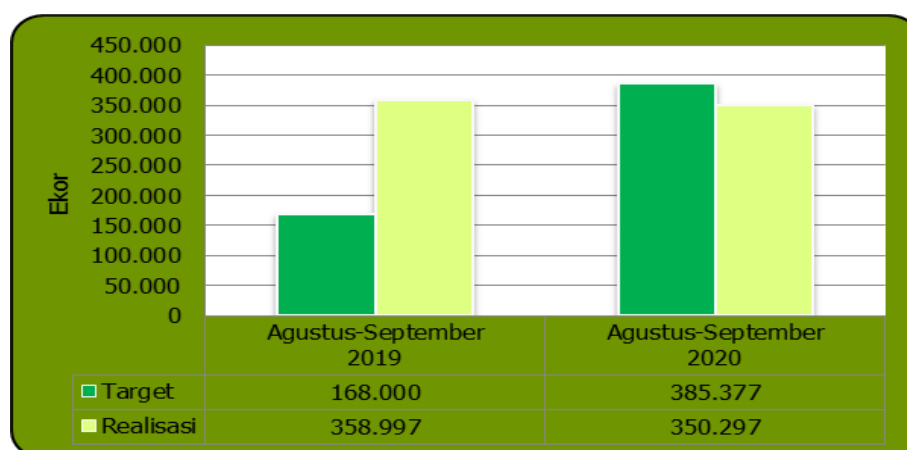 450.000
400.000
350.000
300.000
250.000
200.000
150.000
100.000
50.000
0
Ekor
Agustus-September 2019
Agustus-September 2020
Target 168.000 385.377
Realisasi 358.997 350.297